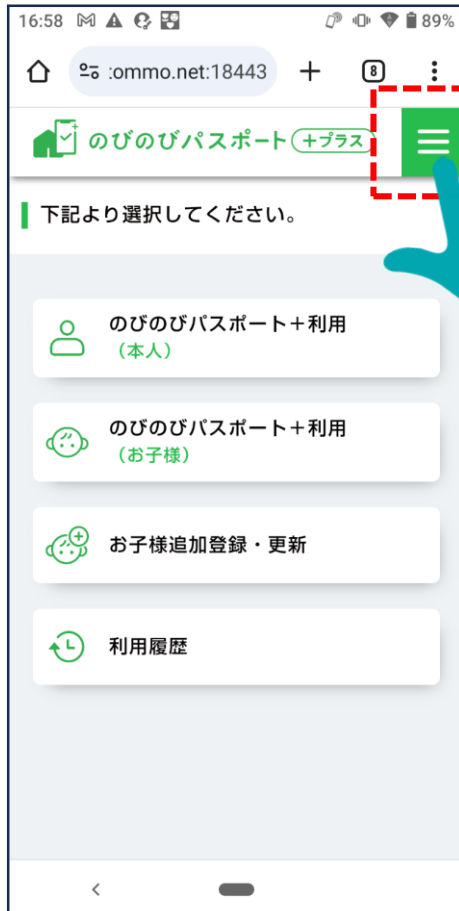 16:58
89%
:ommo.net:18443
8
のびのびパスポート +プラス
下記より選択してください。
のびのびパスポート+利用
(本人)
のびのびパスポート+利用
(お子様)
お子様追加登録・更新
利用履歴